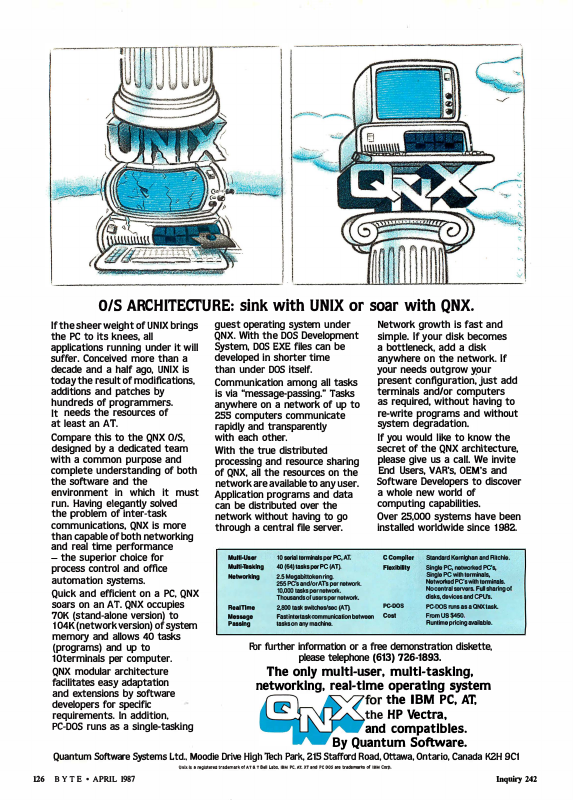 UNIX
QNX
O/S ARCHITECTURE: sink with UNIX or soar with QNX.
If the sheer weight of UNIX brings
the PC to its knees, all
applications running under it will
suffer. Conceived more than a
decade and a half ago, UNIX is
today the result of modifications,
additions and patches by
hundreds of programmers.
It needs the resources of
at least an AT.
Compare this to the QNX O/S,
designed by a dedicated team
with a common purpose and
complete understanding of both
the software and the
environment in which it must
run. Having elegantly solved
the problem of inter-task
communications, QNX is more
than capable of both networking
and real time performance
— the superior choice for
process control and office
automation systems.
Quick and efficient on a PC, QNX
soars on an AT. QNX occupies
70K (stand-alone version) to
104K (network version) of system
memory and allows 40 tasks
(programs) and up to
10 terminals per computer.
QNX modular architecture
facilitates easy adaptation
and extensions by software
developers for specific
requirements. In addition,
PC-DOS runs as a single-tasking
guest operating system under
QNX. With the DOS Development
System, DOS EXE files can be
developed in shorter time
than under DOS itself.
Communication among all tasks
is via "message-passing." Tasks
anywhere on a network of up to
255 computers communicate
rapidly and transparently
with each other.
With the true distributed
processing and resource sharing
of QNX, all the resources on the
network are available to any user.
Application programs and data
can be distributed over the
network without having to go
through a central file server.
Network growth is fast and
simple. If your disk becomes
a bottleneck, add a disk
anywhere on the network. If
your needs outgrow your
present configuration, just add
terminals and/or computers
as required, without having to
re-write programs and without
system degradation.
If you would like to know the
secret of the QNX architecture,
please give us a call. We invite
End Users, VAR's, OEM's and
Software Developers to discover
a whole new world of
computing capabilities.
Over 25,000 systems have been
installed worldwide since 1982.
Multi-User 10 serial terminals per PC, AT.
Multi-Tasking 40 (64) tasks per PC (AT).
Networking 2.5 Megabit token ring.
255 PC's and/or AT's per network.
10,000 tasks per network.
Thousands of users per network.
Real Time 2,800 task switches/sec (AT).
Message Fast intertask communication between
Passing tasks on any machine.
C Compiler Standard Kernighan and Ritchie.
Flexibility Single PC, networked PC's,
Single PC with terminals,
Networked PC's with terminals.
No central servers. Full sharing of
disks, devices and CPU's.
PC-DOS PC-DOS runs as a QNX task.
Cost From US $450.
Runtime pricing available.
For further information or a free demonstration diskette,
please telephone (613) 726-1893.
The only multi-user, multi-tasking,
networking, real-time operating system
QNX for the IBM PC, AT,
the HP Vectra,
and compatibles.
By Quantum Software.
Quantum Software Systems Ltd., Moodie Drive High Tech Park, 215 Stafford Road, Ottawa, Ontario, Canada K2H 9C1
Unix is a registered trademark of AT & T Bell Labs. IBM PC, AT, XT and PC DOS are trademarks of IBM Corp.
126 BYTE • APRIL 1987
Inquiry 242